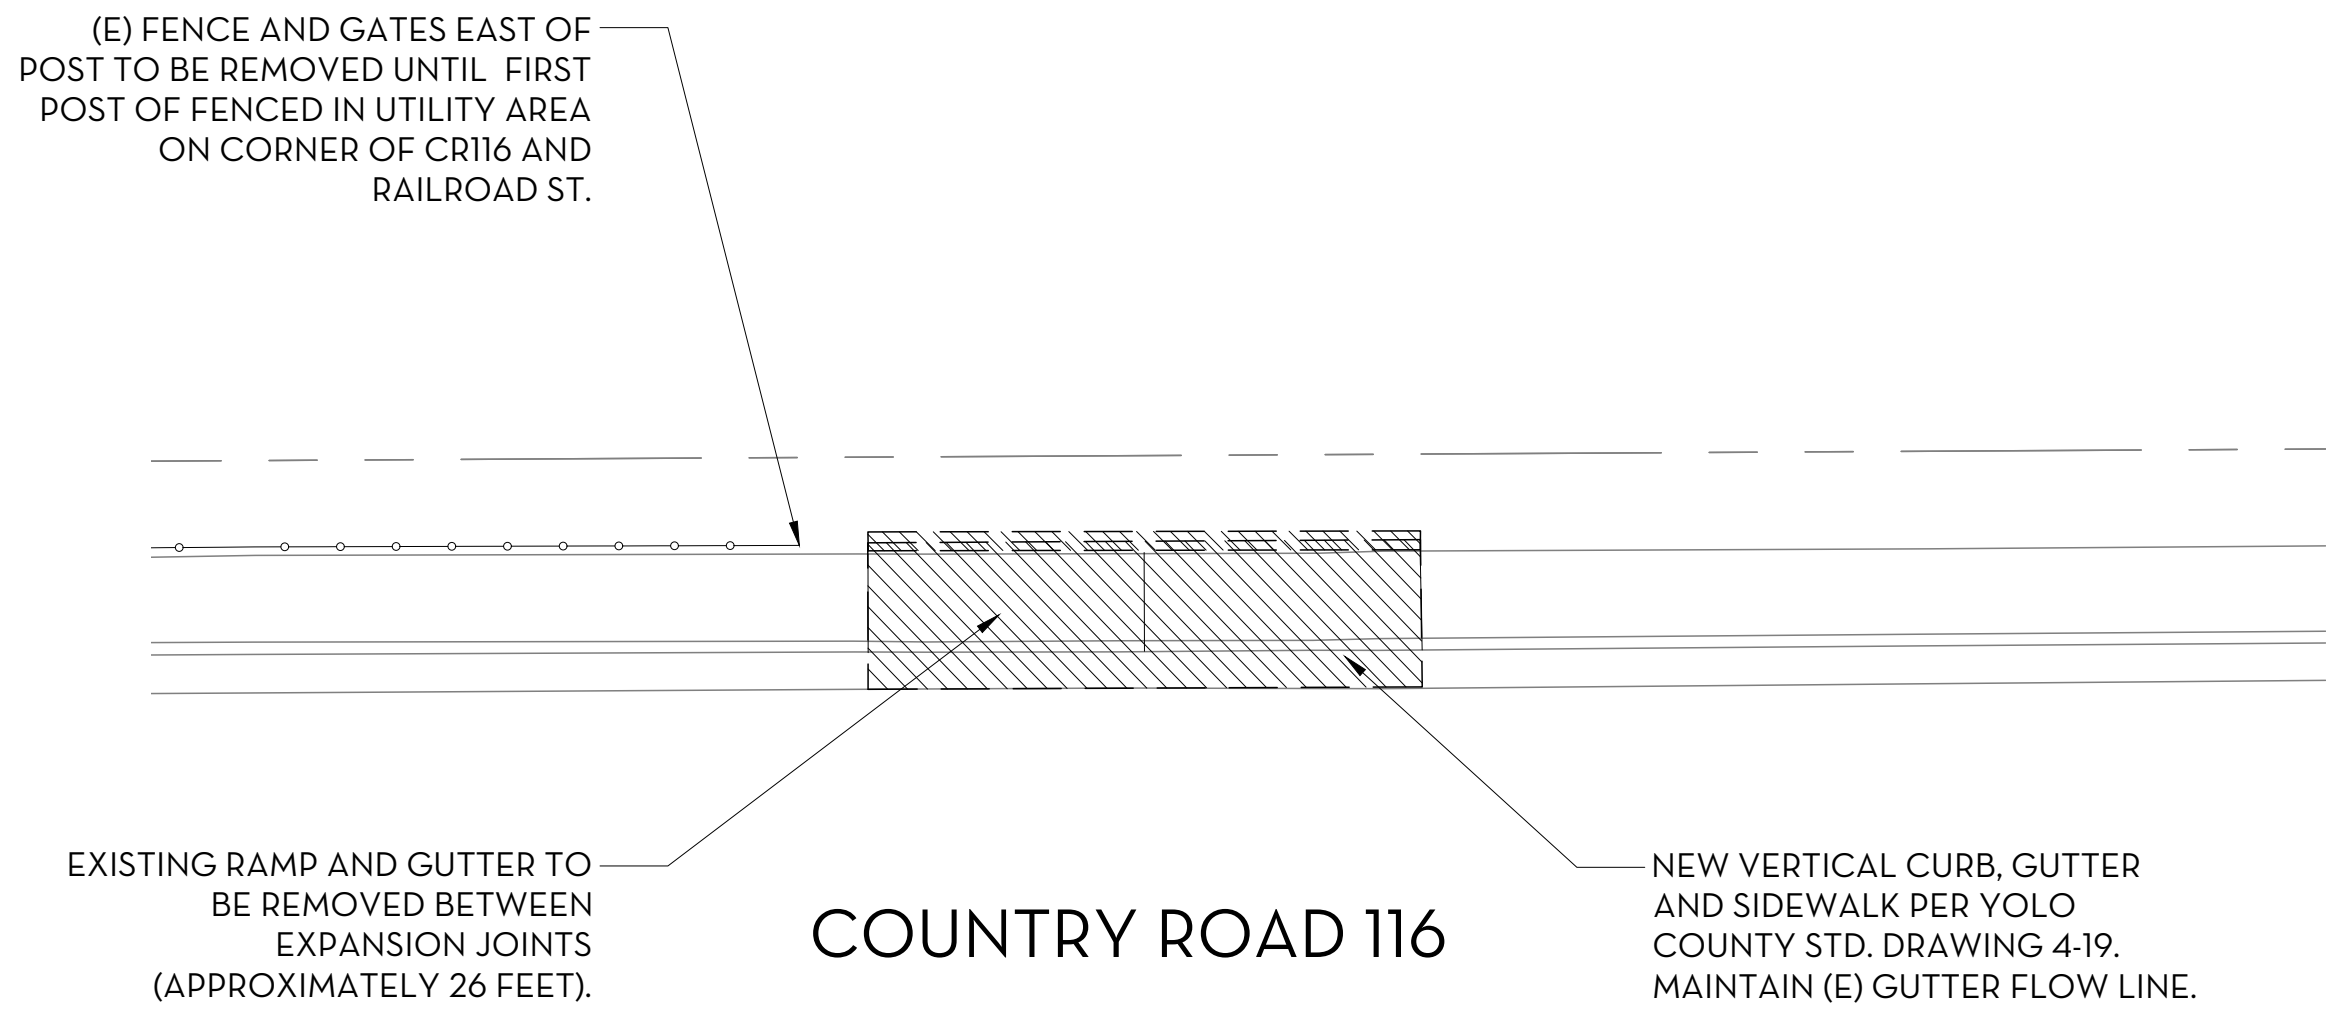 (E) FENCE AND GATES EAST OF
POST TO BE REMOVED UNTIL FIRST
POST OF FENCED IN UTILITY AREA
ON CORNER OF CR116 AND
RAILROAD ST.
EXISTING RAMP AND GUTTER TO
BE REMOVED BETWEEN
EXPANSION JOINTS
(APPROXIMATELY 26 FEET).
COUNTRY ROAD 116
NEW VERTICAL CURB, GUTTER
AND SIDEWALK PER YOLO
COUNTY STD. DRAWING 4-19.
MAINTAIN (E) GUTTER FLOW LINE.